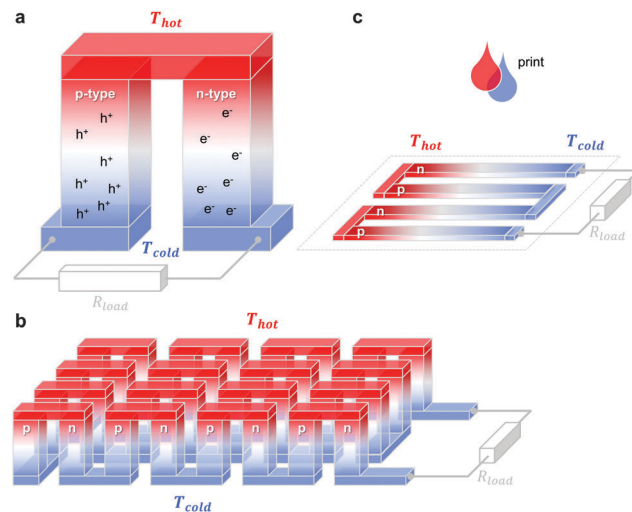 a
T_hot
p-type
n-type
h⁺
h⁺
h⁺
h⁺
h⁺
h⁺
h⁺
e⁻
e⁻
e⁻
e⁻
e⁻
e⁻
e⁻
T_cold
R_load
c
print
T_hot
T_cold
n
p
n
p
R_load
b
T_hot
p
n
p
n
p
n
p
n
R_load
T_cold